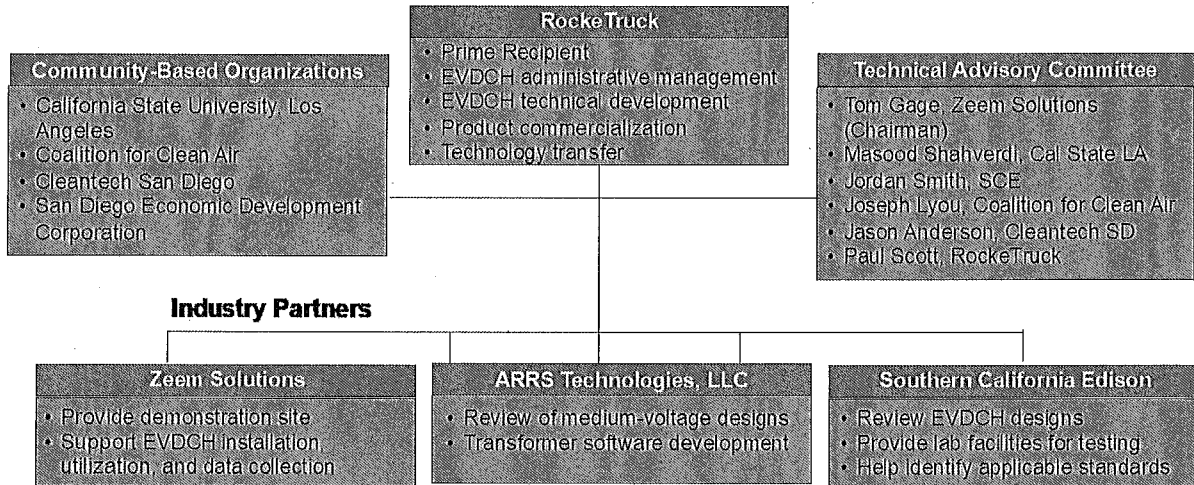 RockeTruck
• Prime Recipient
• EVDCH administrative management
• EVDCH technical development
• Product commercialization
• Technology transfer
Community-Based Organizations
• California State University, Los
Angeles
• Coalition for Clean Air
• Cleantech San Diego
• San Diego Economic Development
Corporation
Technical Advisory Committee
• Tom Gage, Zeem Solutions
(Chairman)
• Masood Shahverdi, Cal State LA
• Jordan Smith, SCE
• Joseph Lyou, Coalition for Clean Air
• Jason Anderson, Cleantech SD
• Paul Scott, RockeTruck
Industry Partners
Zeem Solutions
• Provide demonstration site
• Support EVDCH installation,
utilization, and data collection
ARRS Technologies, LLC
• Review of medium-voltage designs
• Transformer software development
Southern California Edison
• Review EVDCH designs
• Provide lab facilities for testing
• Help identify applicable standards